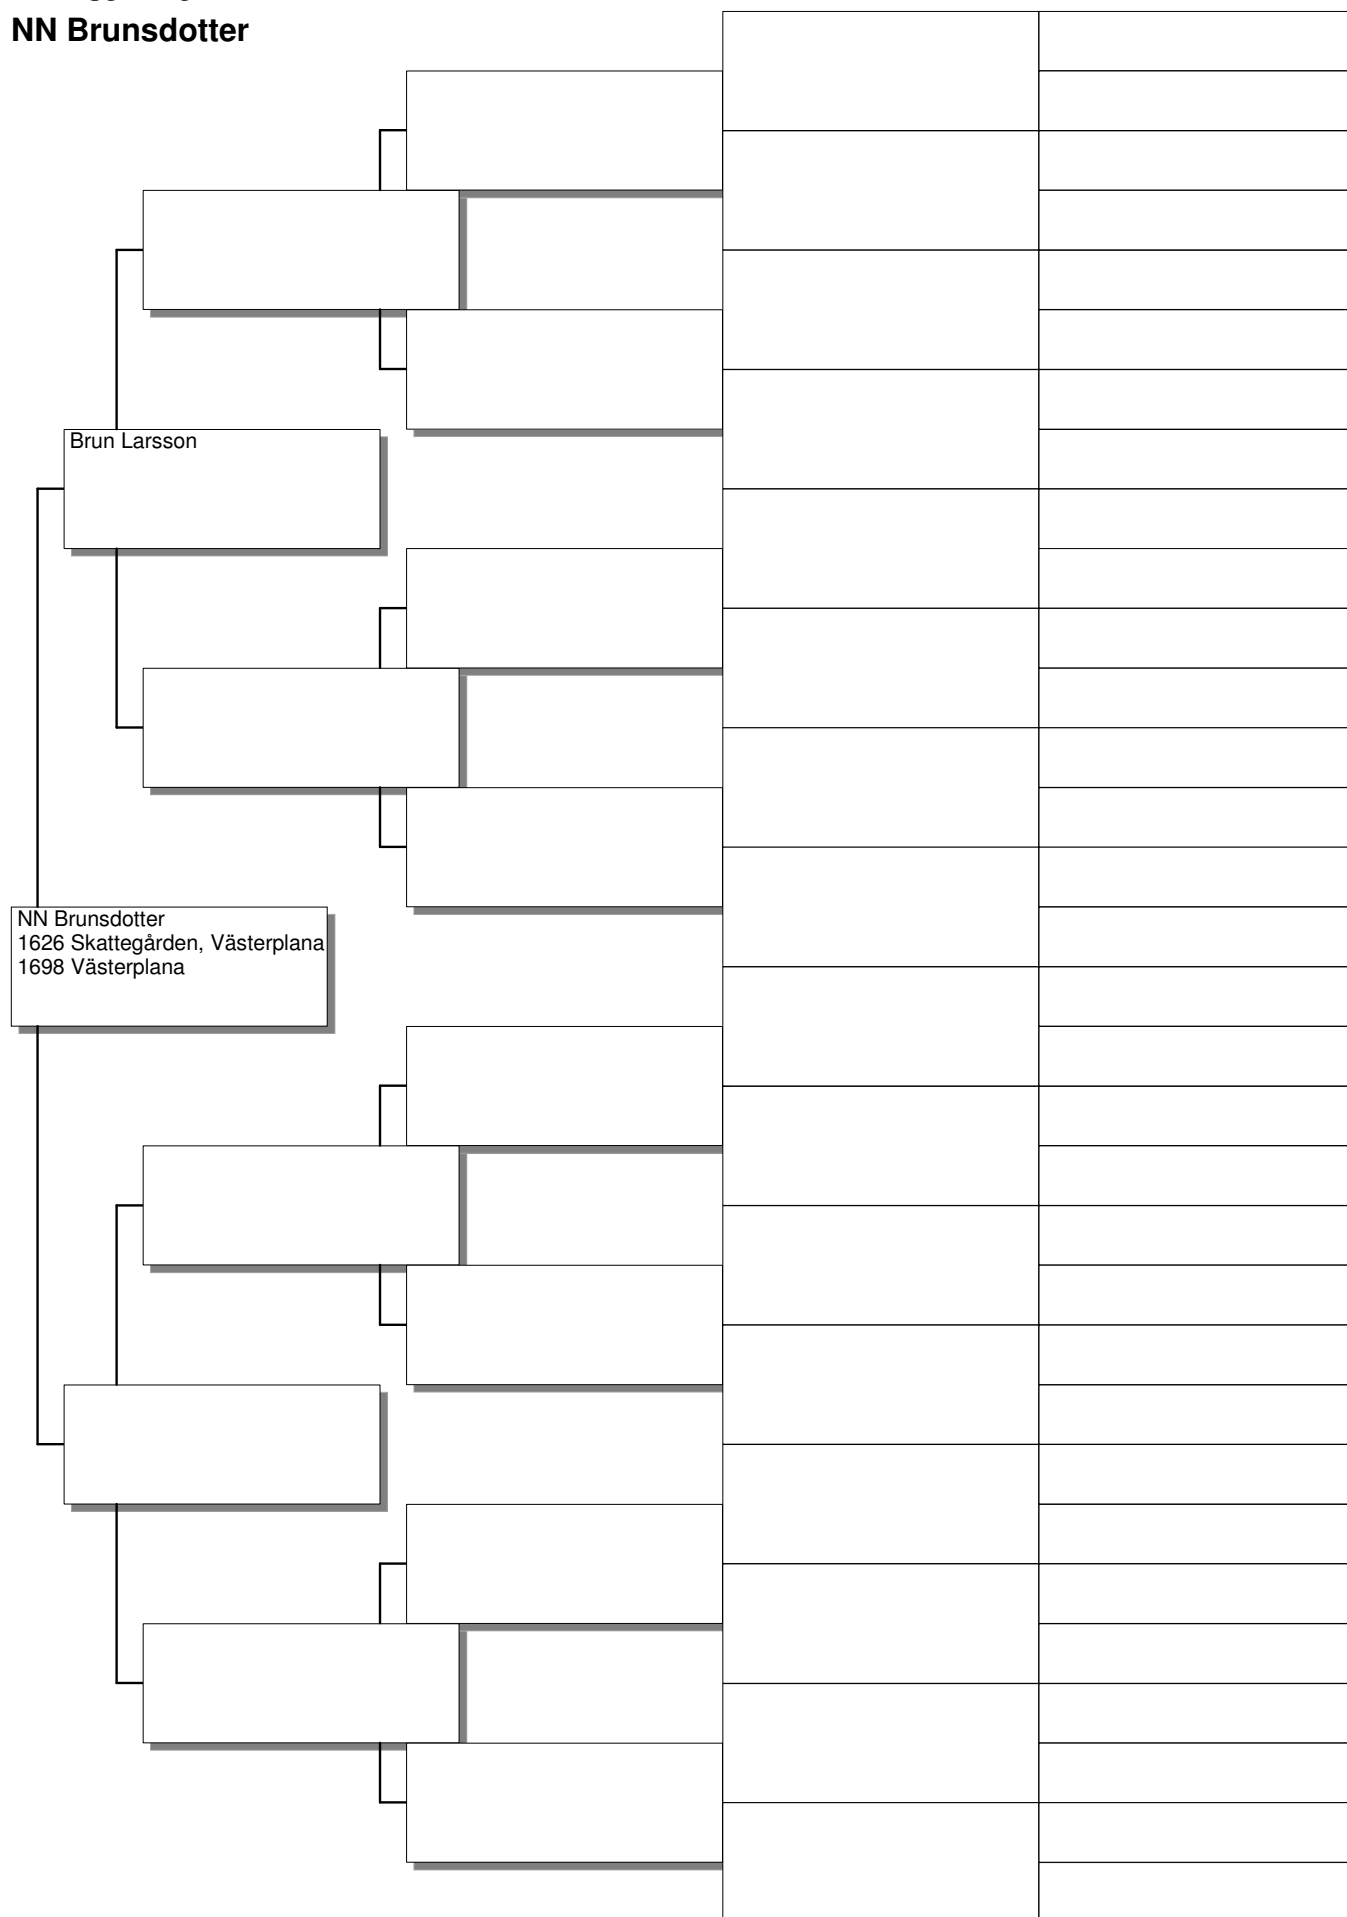 NN Brunsdotter
Brun Larsson
NN Brunsdotter
1626 Skattegården, Västerplana
1698 Västerplana